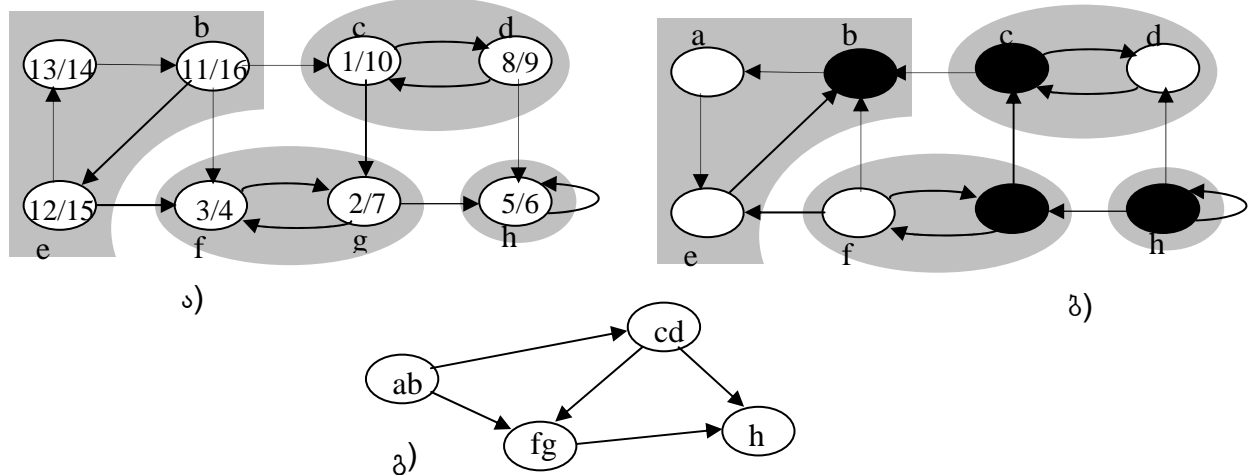 b c d
13/14 11/16 1/10 8/9
12/15 3/4 2/7 5/6
e f g h
ა)
a b c d
e f h
ბ)
cd
ab
fg h
გ)